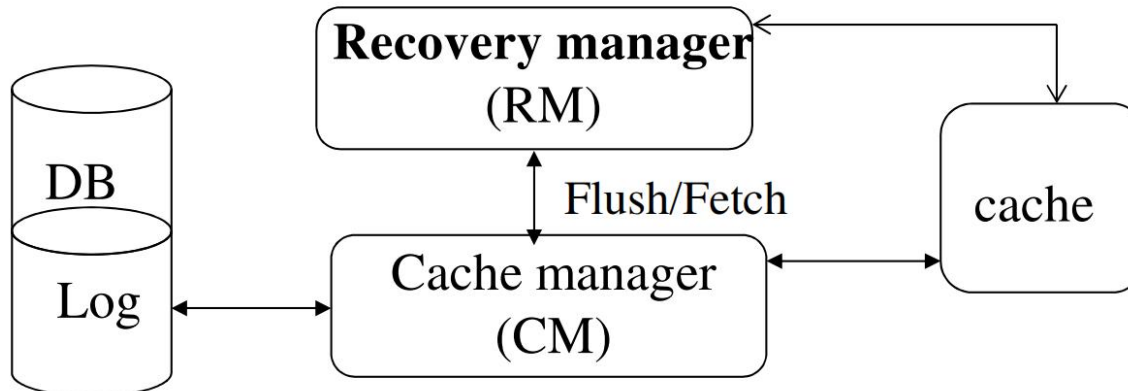 Recovery manager
(RM)
DB
Flush/Fetch
cache
Cache manager
(CM)
Log